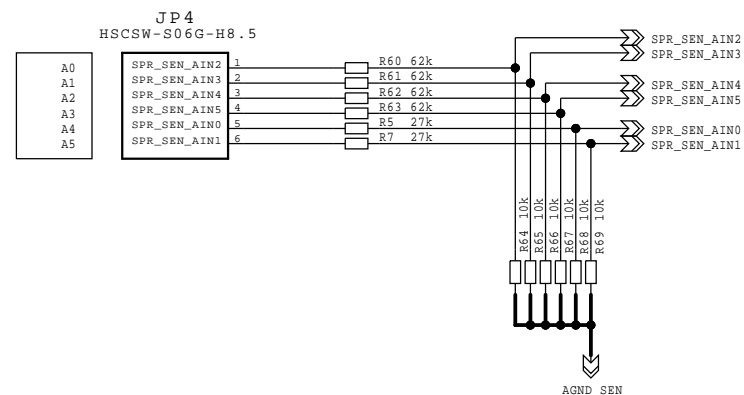 JP4
HSCSW-S06G-H8.5
A0
A1
A2
A3
A4
A5
SPR_SEN_AIN2 1
SPR_SEN_AIN3 2
SPR_SEN_AIN4 3
SPR_SEN_AIN5 4
SPR_SEN_AIN0 5
SPR_SEN_AIN1 6
R60 62k
R61 62k
R62 62k
R63 62k
R5 27k
R7 27k
SPR_SEN_AIN2
SPR_SEN_AIN3
SPR_SEN_AIN4
SPR_SEN_AIN5
SPR_SEN_AIN0
SPR_SEN_AIN1
R64 10k
R65 10k
R66 10k
R67 10k
R68 10k
R69 10k
AGND SEN